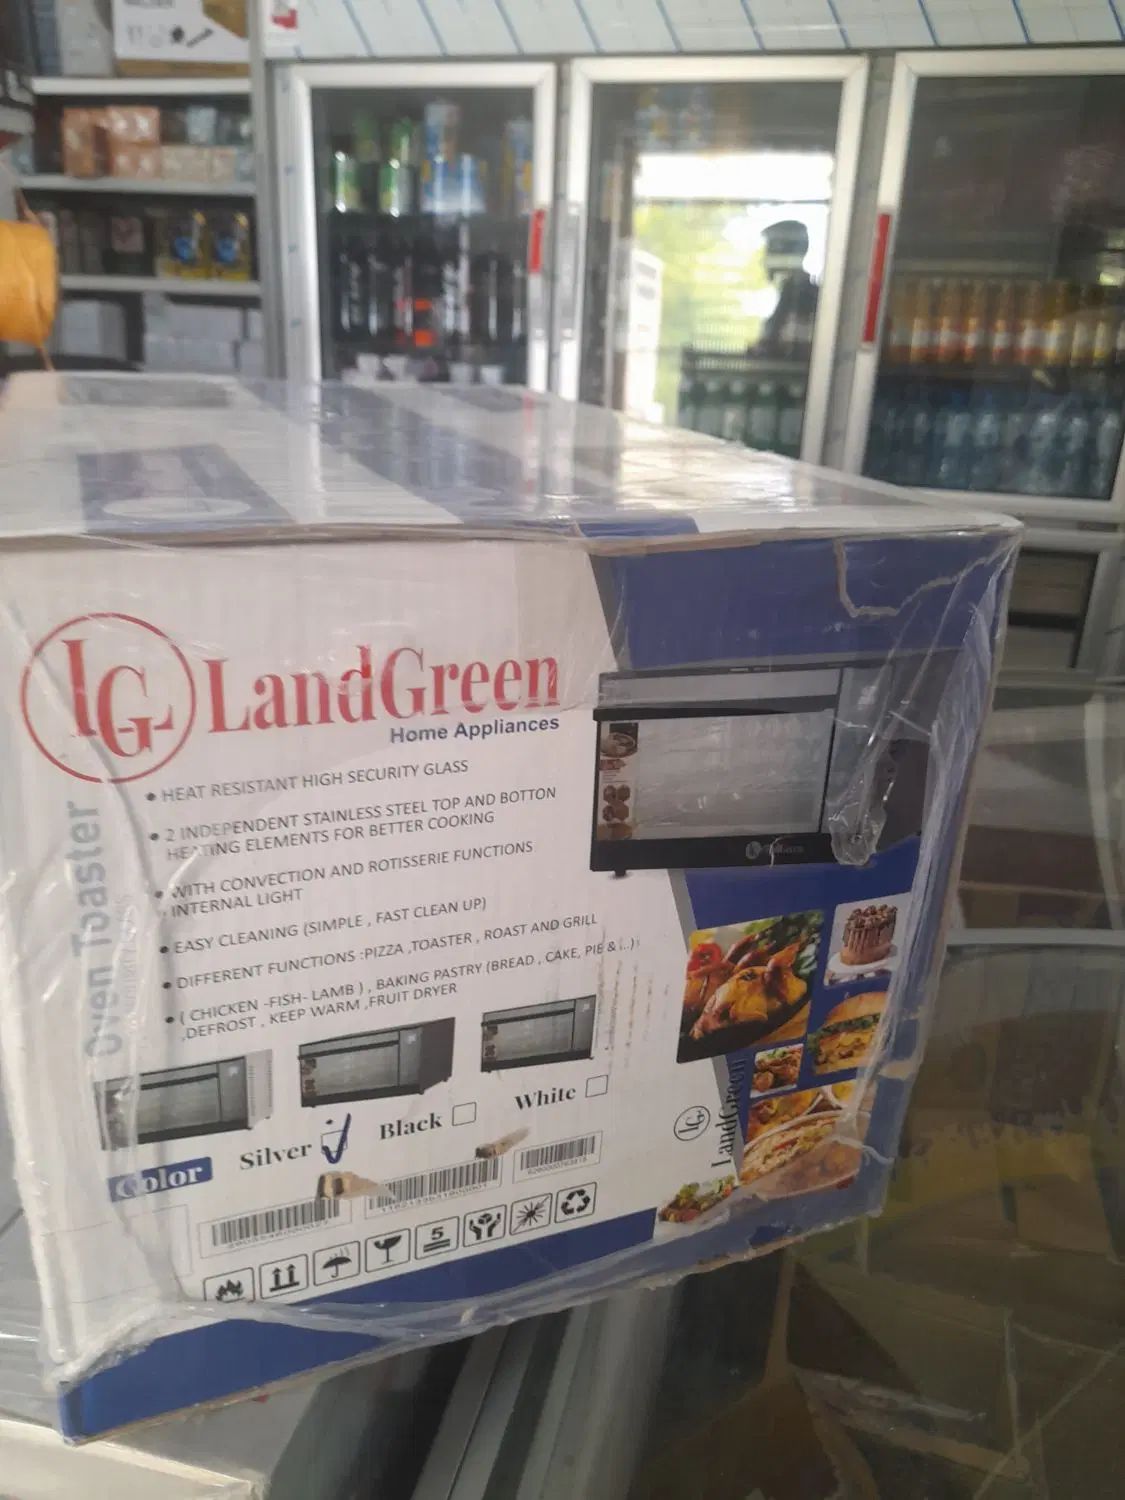 LG LandGreen
Home Appliances
Oven Toaster
• HEAT RESISTANT HIGH SECURITY GLASS
• 2 INDEPENDENT STAINLESS STEEL TOP AND BOTTON
HEATING ELEMENTS FOR BETTER COOKING
• WITH CONVECTION AND ROTISSERIE FUNCTIONS
INTERNAL LIGHT
• EASY CLEANING (SIMPLE , FAST CLEAN UP)
• DIFFERENT FUNCTIONS :PIZZA ,TOASTER , ROAST AND GRILL
• ( CHICKEN -FISH- LAMB ) , BAKING PASTRY (BREAD , CAKE, PIE & (..)
,DEFROST , KEEP WARM ,FRUIT DRYER
Color
Silver
Black
White
5
LG LandGreen